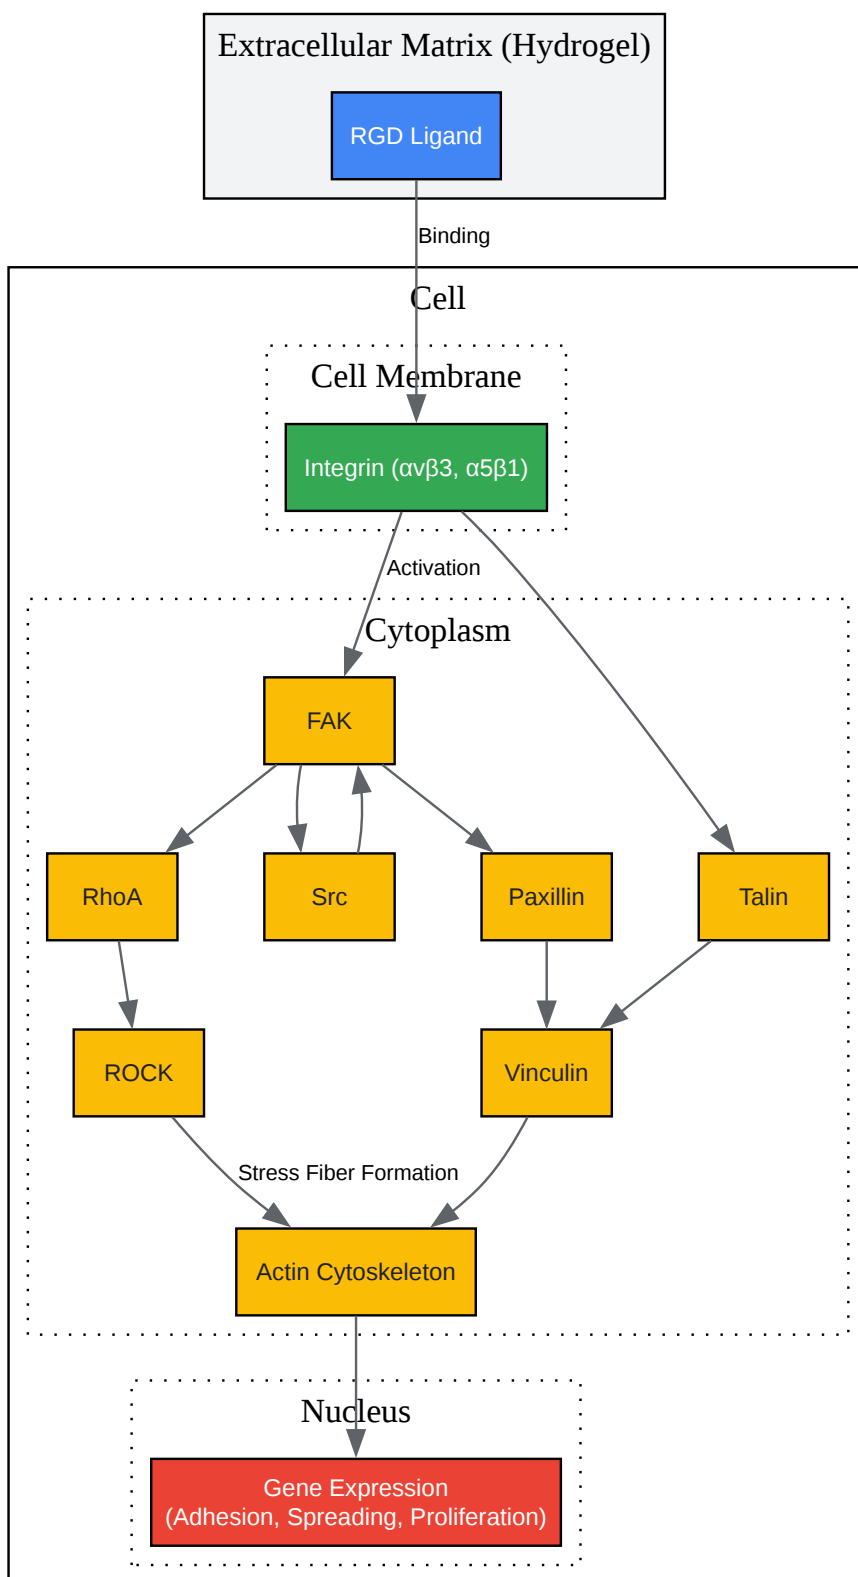 Extracellular Matrix (Hydrogel)
RGD Ligand
Binding
Cell
Cell Membrane
Integrin (αvβ3, α5β1)
Activation
Cytoplasm
FAK
RhoA
Src
Paxillin
Talin
ROCK
Vinculin
Stress Fiber Formation
Actin Cytoskeleton
Nucleus
Gene Expression
(Adhesion, Spreading, Proliferation)